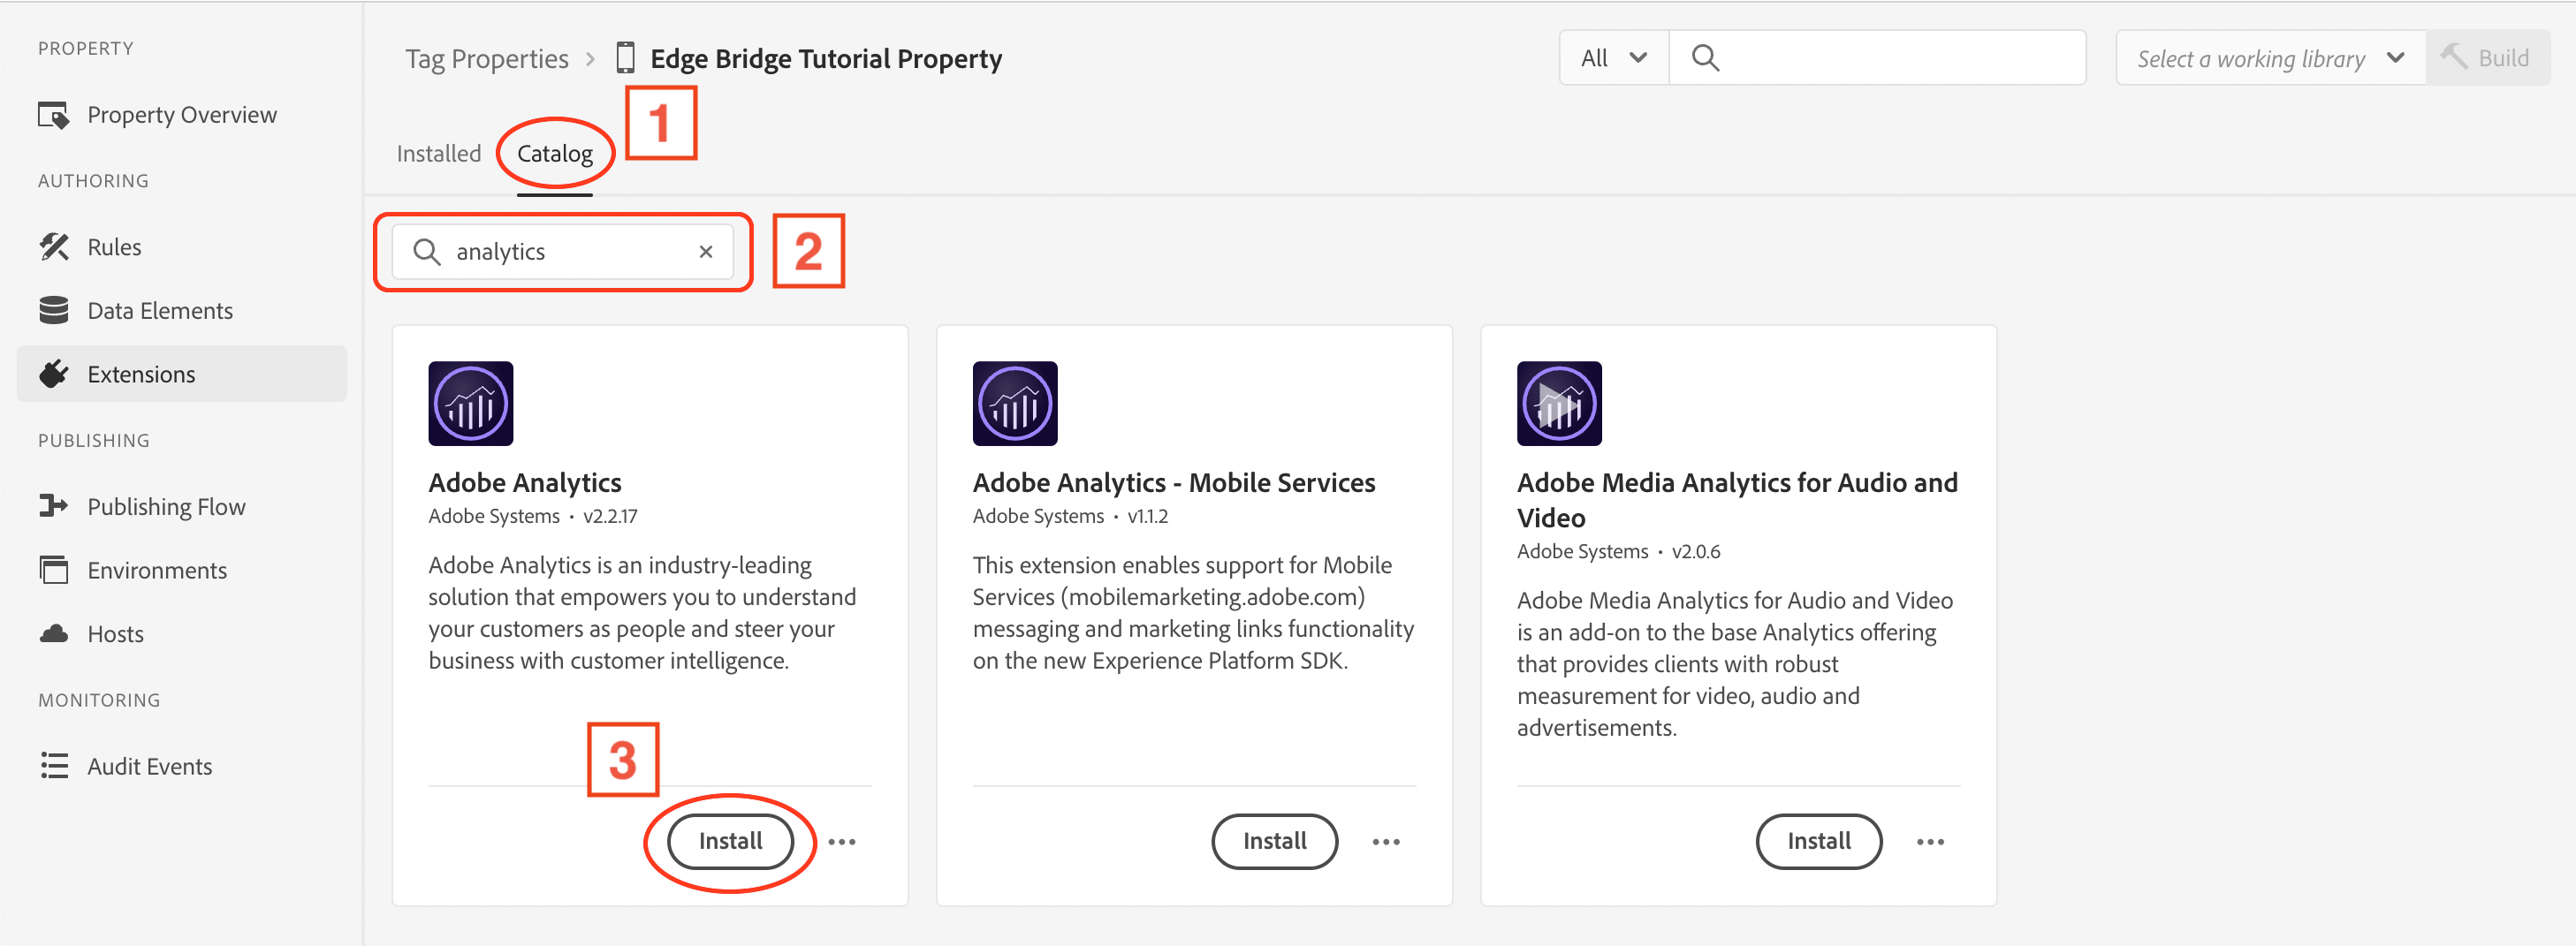 PROPERTY
Property Overview
AUTHORING
Rules
Data Elements
Extensions
PUBLISHING
Publishing Flow
Environments
Hosts
MONITORING
Audit Events
Tag Properties > Edge Bridge Tutorial Property
All
Select a working library
Build
1
Installed Catalog
analytics
2
Adobe Analytics
Adobe Systems • v2.2.17
Adobe Analytics is an industry-leading
solution that empowers you to understand
your customers as people and steer your
business with customer intelligence.
3
Install
Adobe Analytics - Mobile Services
Adobe Systems • v1.1.2
This extension enables support for Mobile
Services (mobilemarketing.adobe.com)
messaging and marketing links functionality
on the new Experience Platform SDK.
Install
Adobe Media Analytics for Audio and
Video
Adobe Systems • v2.0.6
Adobe Media Analytics for Audio and Video
is an add-on to the base Analytics offering
that provides clients with robust
measurement for video, audio and
advertisements.
Install